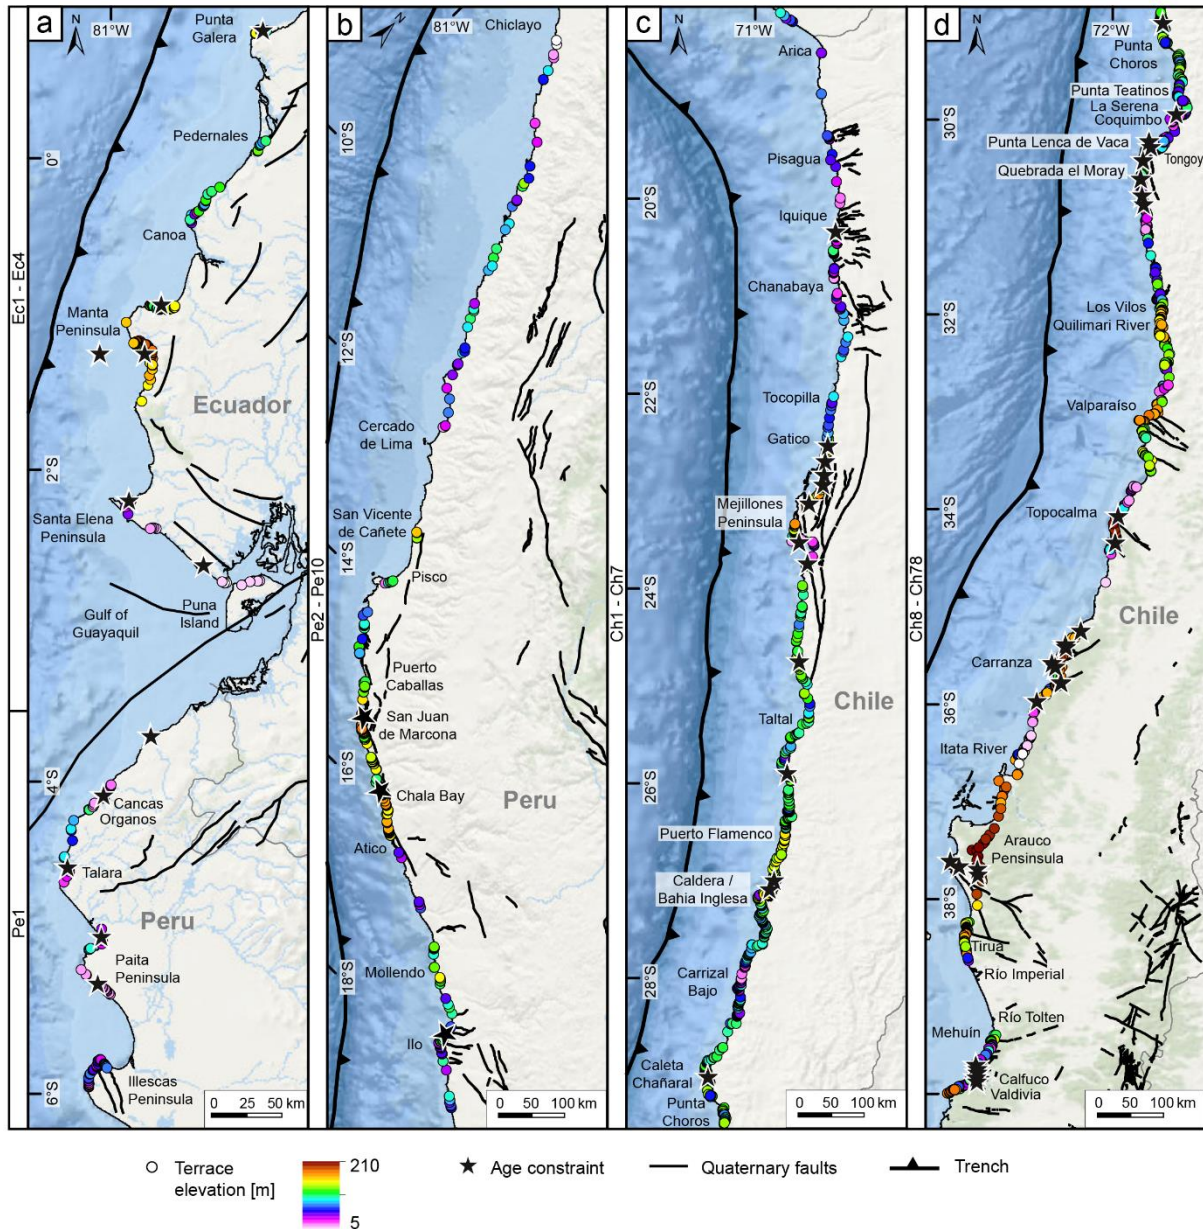 a
81°W
Punta
Galera
Pedernales
0°
Canoa
Ec1 - Ec4
Manta
Peninsula
Ecuador
2°S
Santa Elena
Peninsula
Gulf of
Guayaquil
Puna
Island
4°S
Cancas
Organos
Talara
Pe1
Peru
Paita
Peninsula
Illescas
Peninsula
6°S
0 25 50 km
b
81°W
Chiclayo
10°S
12°S
Cercado
de Lima
San Vicente
de Cañete
14°S
Pisco
Pe2 - Pe10
Puerto
Caballas
San Juan
de Marcona
16°S
Chala Bay
Peru
Atico
Mollendo
18°S
Ilo
0 50 100 km
c
71°W
Arica
Pisagua
20°S
Iquique
Chanabaya
22°S
Tocopilla
Gatico
Mejillones
Peninsula
24°S
Ch1 - Ch7
Taltal
Chile
26°S
Puerto Flamenco
Caldera /
Bahia Inglesa
28°S
Carrizal
Bajo
Caleta
Chañaral
Punta
Choros
0 50 100 km
d
72°W
Punta
Choros
Punta Teatinos
La Serena
Coquimbo
30°S
Punta Lenca de Vaca
Tongoy
Quebrada el Moray
32°S
Los Vilos
Quilimari River
Valparaíso
34°S
Topocalma
Ch8 - Ch78
Chile
Carranza
36°S
Itata River
Arauco
Pensinsula
38°S
Tirua
Río Imperial
Río Tolten
Mehuín
Calfuco
Valdivia
0 50 100 km
Terrace
elevation [m]
210
5
Age constraint
Quaternary faults
Trench